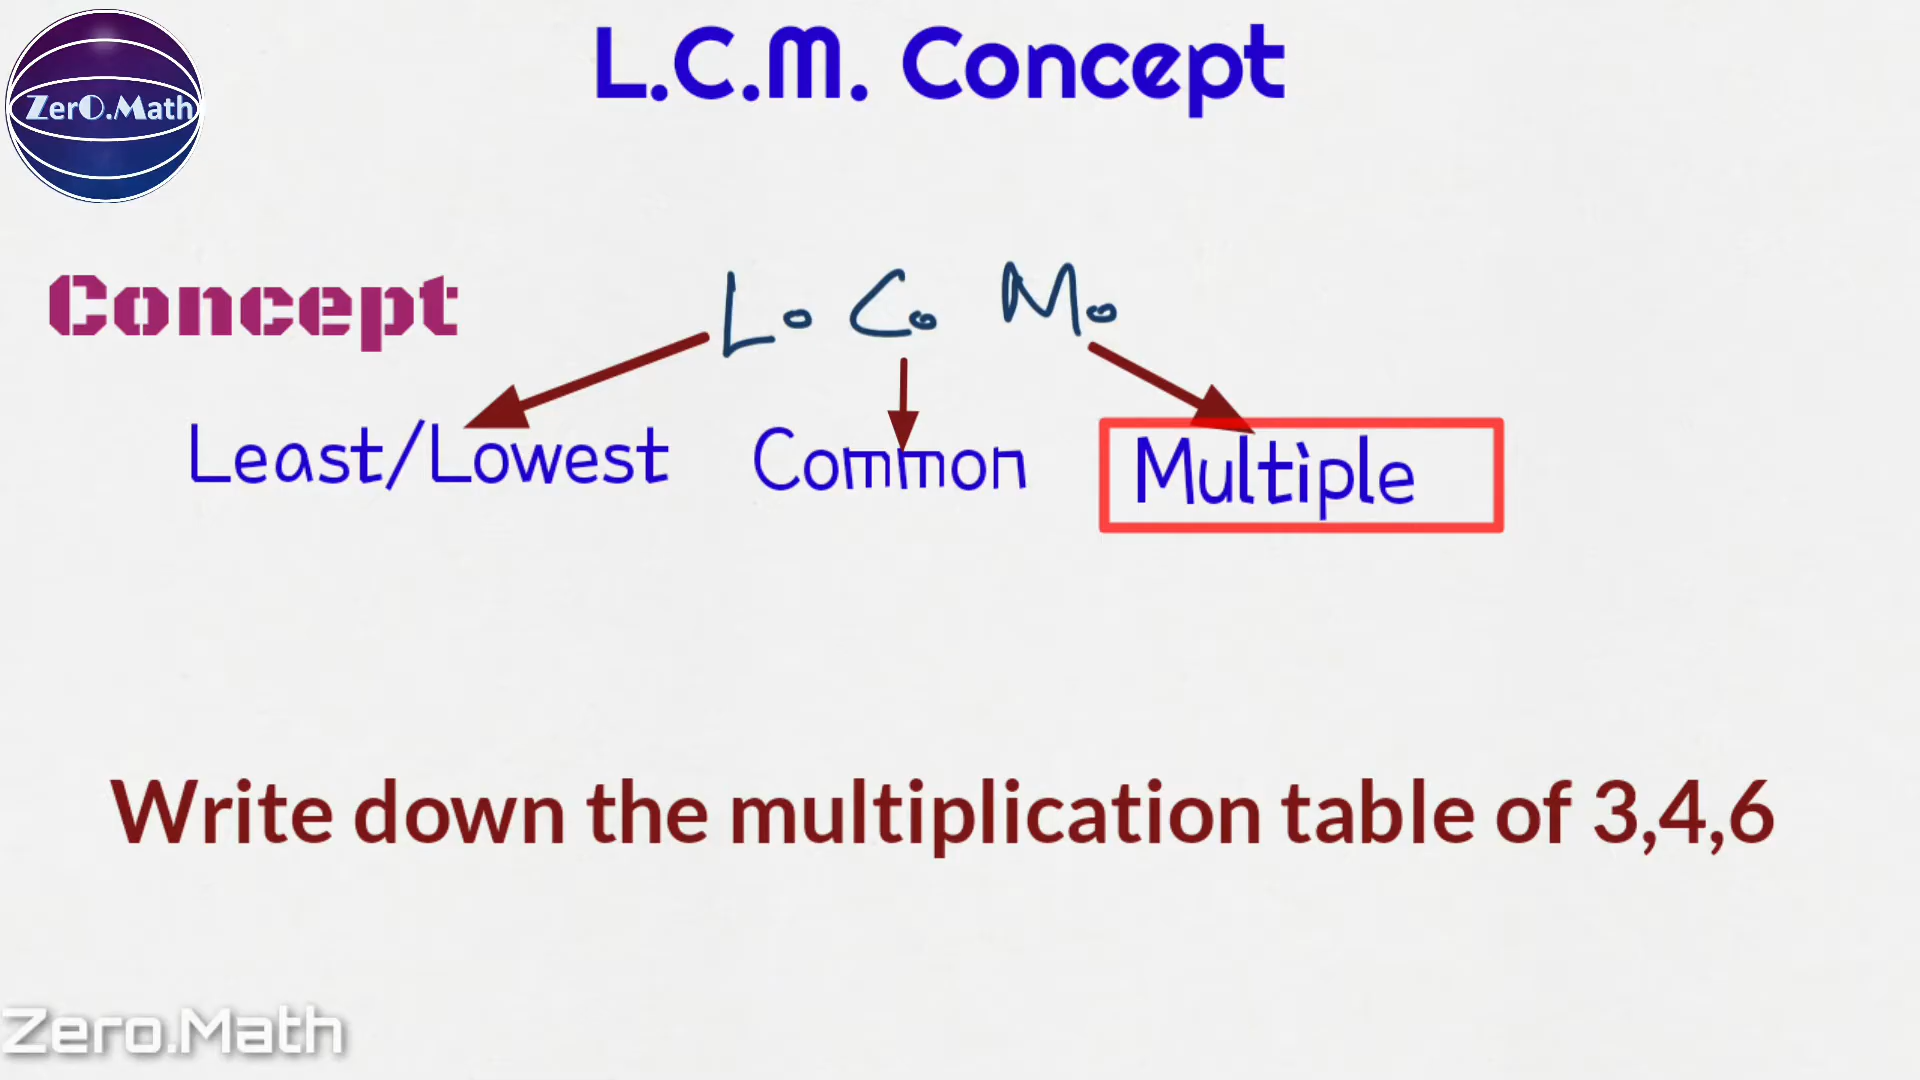 L.C.M. Concept
ZerO.Math
Concept
L. C. M.
Least/Lowest Common Multiple
Write down the multiplication table of 3,4,6
Zero.Math